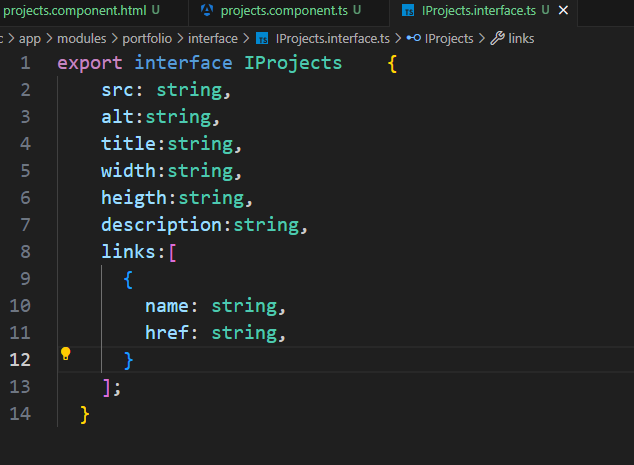 projects.component.html U projects.component.ts U IProjects.interface.ts U
c > app > modules > portfolio > interface > TS IProjects.interface.ts > IProjects > links
1 export interface IProjects {
2 src: string,
3 alt:string,
4 title:string,
5 width:string,
6 heigth:string,
7 description:string,
8 links:[
9 {
10 name: string,
11 href: string,
12 }
13 ];
14 }